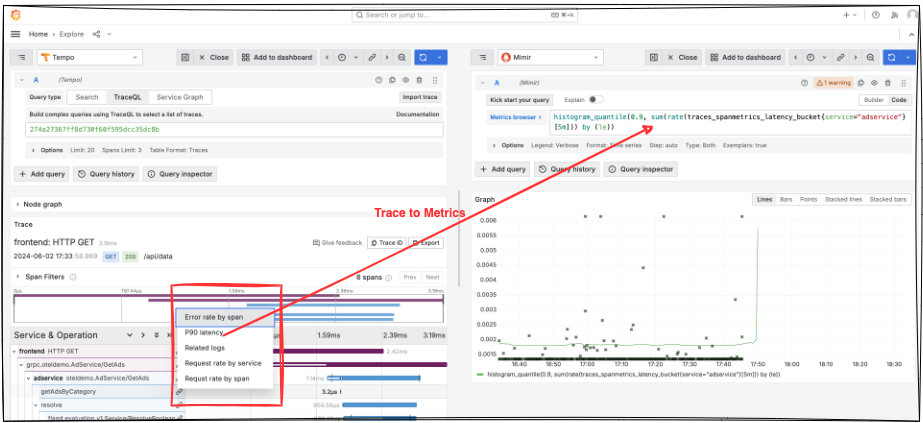 Search or jump to...
⌘+k
Home › Explore
Tempo
Close
Add to dashboard
A
(Tempo)
Query type
Search
TraceQL
Service Graph
Import trace
Build complex queries using TraceQL to select a list of traces.
Documentation
274a27367ff8d730f60f595dcc35dc8b
Options
Limit: 20
Spans Limit: 3
Table Format: Traces
+ Add query
Query history
Query inspector
Node graph
Trace
frontend: HTTP GET 3.19ms
Give feedback
Trace ID
Export
2024-06-02 17:33:58.969
GET
200
/api/data
Span Filters
6 spans
Prev
Next
0µs
797.44µs
1.59ms
2.39ms
3.19ms
Error rate by span
P90 latency
Related logs
Request rate by service
Requst rate by span
Service & Operation
1.59ms
2.39ms
3.19ms
frontend HTTP GET
2.43ms
grpc.oteldemo.AdService/GetAds
adservice oteldemo.AdService/GetAds
1.14ms
getAdsByCategory
3.2µs
resolve
Trace to Metrics
Mimir
Close
Add to dashboard
A
(Mimir)
1 warning
Kick start your query
Explain
Builder
Code
Metrics browser >
histogram_quantile(0.9, sum(rate(traces_spanmetrics_latency_bucket{service="adservice"}
[5m])) by (le))
Options
Legend: Verbose
Format: Time series
Step: auto
Type: Both
Exemplars: true
+ Add query
Query history
Query inspector
Graph
Lines
Bars
Points
Stacked lines
Stacked bars
0.006
0.0055
0.005
0.0045
0.004
0.0035
0.003
0.0025
0.002
0.0015
16:40
16:50
17:00
17:10
17:20
17:30
17:40
17:50
18:00
18:10
18:20
18:30
histogram_quantile(0.9, sum(rate(traces_spanmetrics_latency_bucket{service="adservice"}[5m])) by (le))